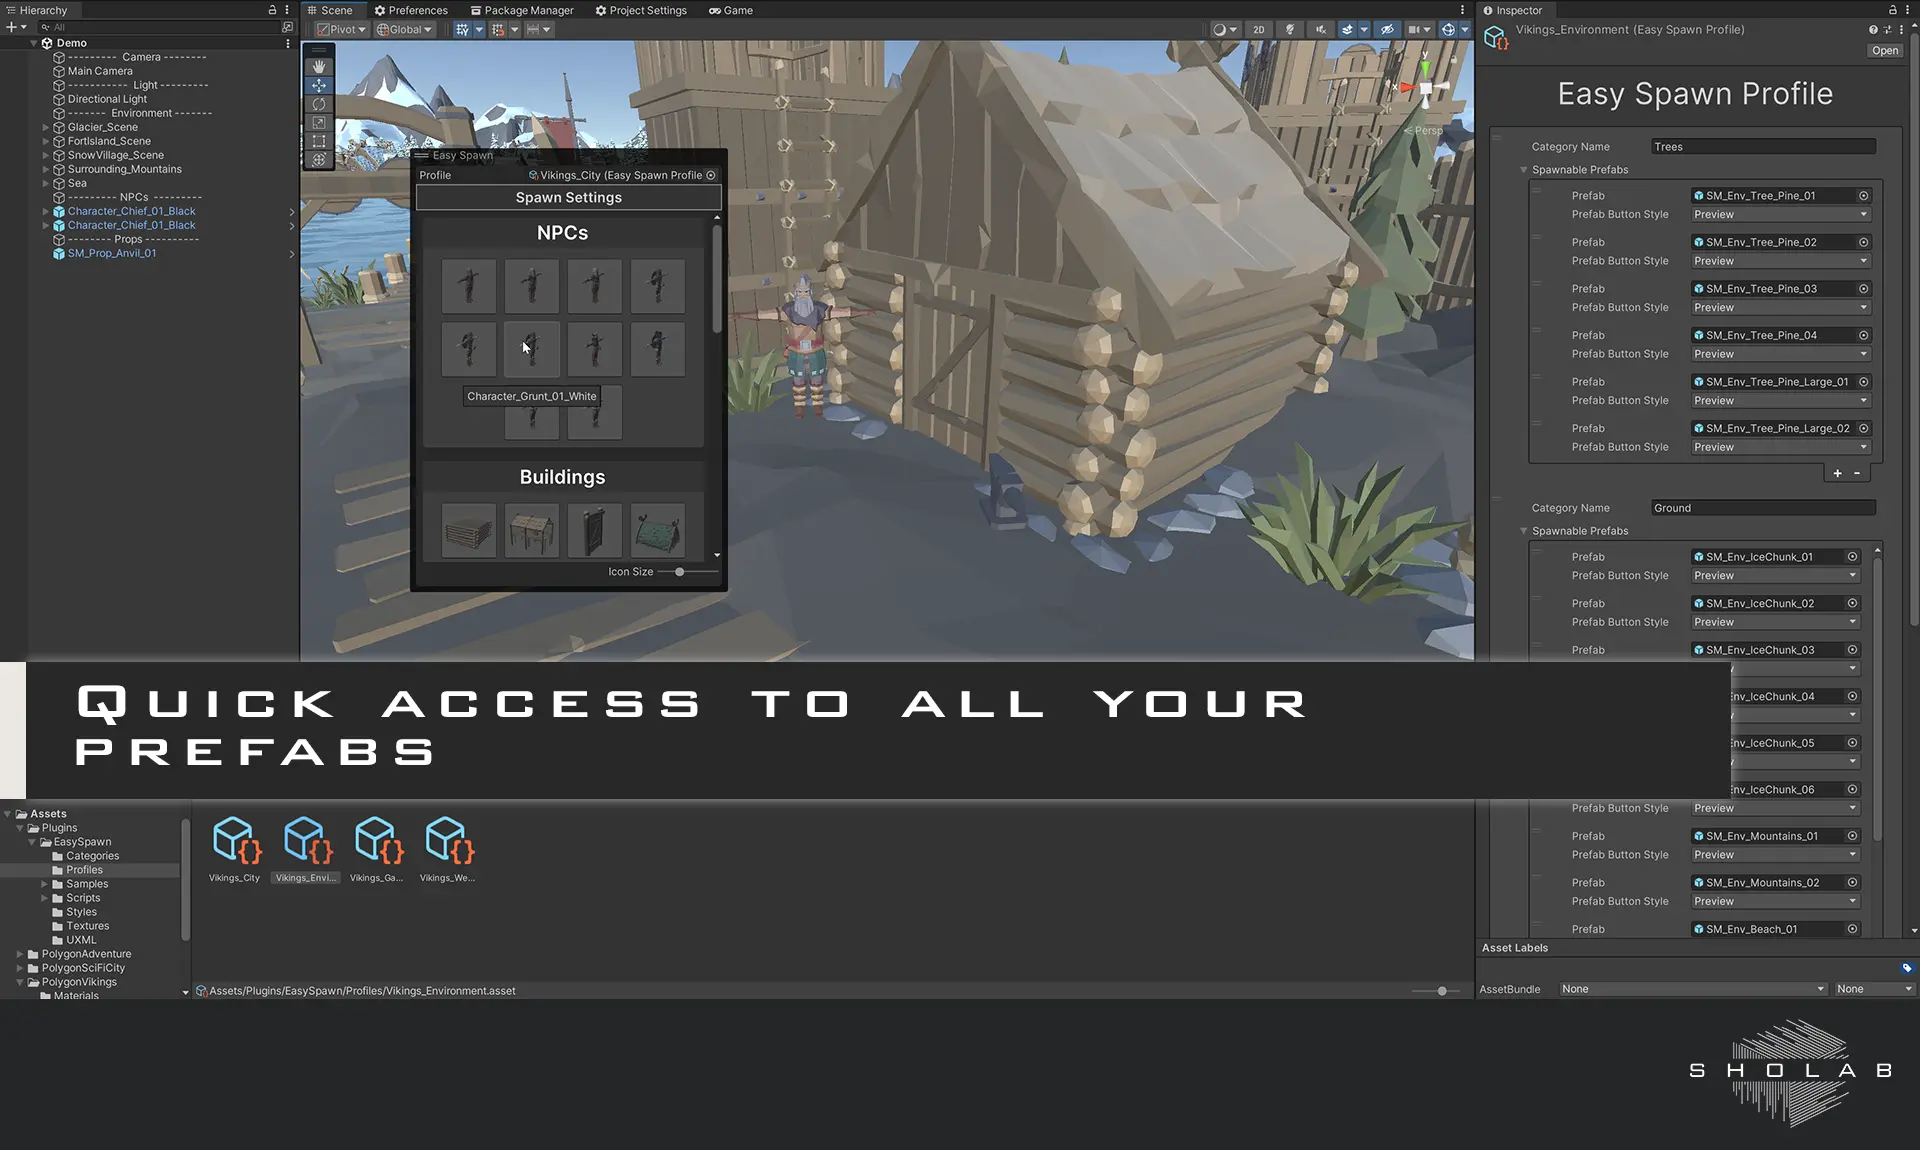 Hierarchy
All
Demo
--------- Camera --------
Main Camera
--------- Light ---------
Directional Light
------- Environment -------
Glacier_Scene
FortIsland_Scene
SnowVillage_Scene
Surrounding_Mountains
Sea
--------- NPCs ---------
Character_Chief_01_Black
Character_Chief_01_Black
-------- Props ----------
SM_Prop_Anvil_01
Scene
Preferences
Package Manager
Project Settings
Game
Pivot
Global
2D
y
x
< Persp
Easy Spawn
Profile
Vikings_City (Easy Spawn Profile
Spawn Settings
NPCs
Character_Grunt_01_White
Buildings
Icon Size
Inspector
Vikings_Environment (Easy Spawn Profile)
Open
Easy Spawn Profile
Category Name Trees
Spawnable Prefabs
Prefab SM_Env_Tree_Pine_01
Prefab Button Style Preview
Prefab SM_Env_Tree_Pine_02
Prefab Button Style Preview
Prefab SM_Env_Tree_Pine_03
Prefab Button Style Preview
Prefab SM_Env_Tree_Pine_04
Prefab Button Style Preview
Prefab SM_Env_Tree_Pine_Large_01
Prefab Button Style Preview
Prefab SM_Env_Tree_Pine_Large_02
Prefab Button Style Preview
+ -
Category Name Ground
Spawnable Prefabs
Prefab SM_Env_IceChunk_01
Prefab Button Style Preview
Prefab SM_Env_IceChunk_02
Prefab Button Style Preview
Prefab SM_Env_IceChunk_03
Env_IceChunk_04
Env_IceChunk_05
Env_IceChunk_06
Prefab Button Style Preview
Prefab SM_Env_Mountains_01
Prefab Button Style Preview
Prefab SM_Env_Mountains_02
Prefab Button Style Preview
Prefab SM_Env_Beach_01
Asset Labels
AssetBundle None None
Quick access to all your
prefabs
Assets
Plugins
EasySpawn
Categories
Profiles
Samples
Scripts
Styles
Textures
UXML
PolygonAdventure
PolygonSciFiCity
PolygonVikings
Materials
Vikings_City
Vikings_Envi...
Vikings_Ga...
Vikings_We...
Assets/Plugins/EasySpawn/Profiles/Vikings_Environment.asset
SHOLAB